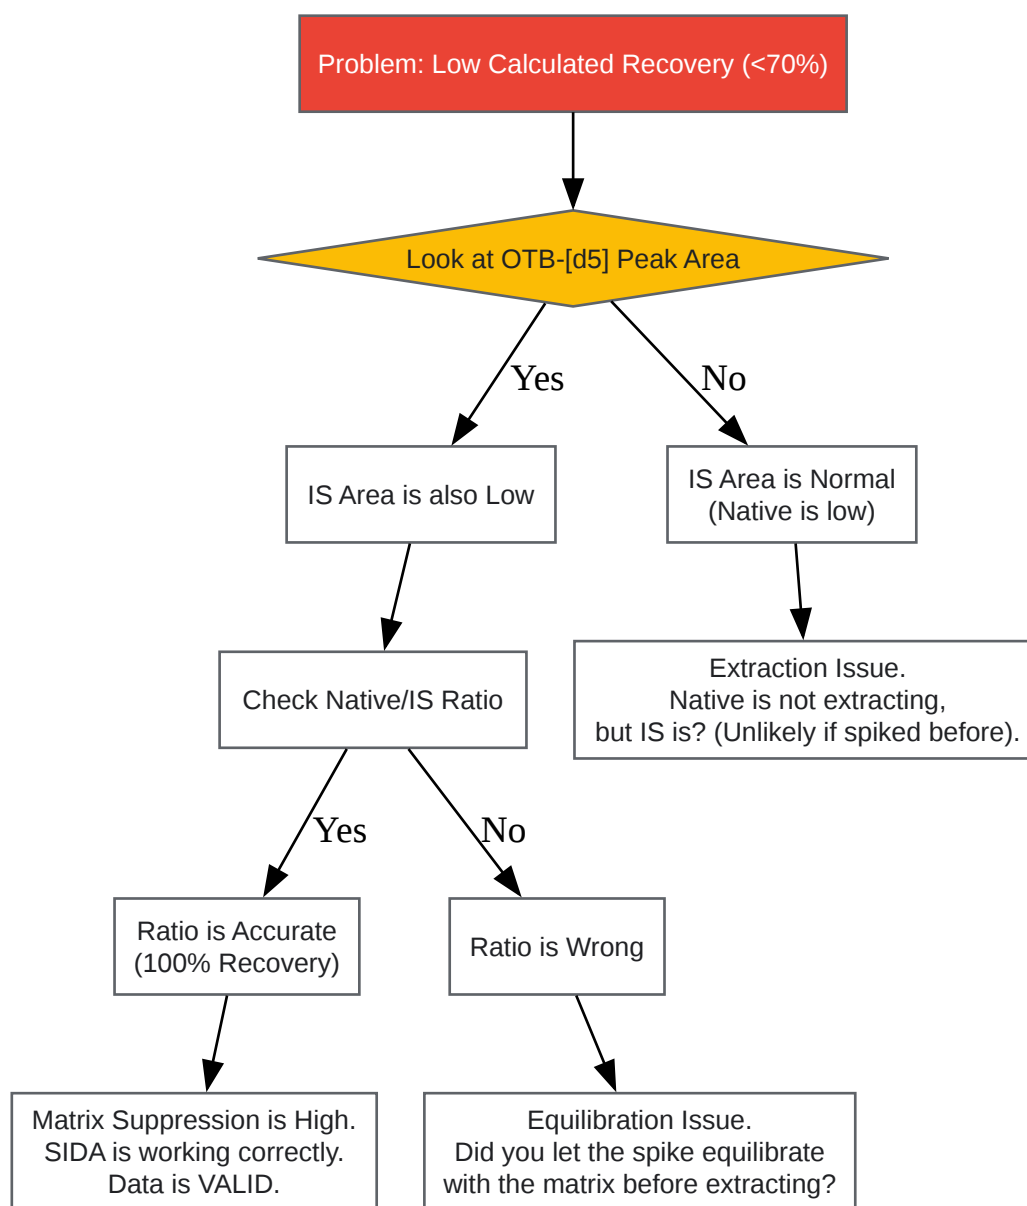 Problem: Low Calculated Recovery (<70%)
Look at OTB-[d5] Peak Area
Yes
No
IS Area is also Low
IS Area is Normal
(Native is low)
Check Native/IS Ratio
Extraction Issue.
Native is not extracting,
but IS is? (Unlikely if spiked before).
Yes
No
Ratio is Accurate
(100% Recovery)
Ratio is Wrong
Matrix Suppression is High.
SIDA is working correctly.
Data is VALID.
Equilibration Issue.
Did you let the spike equilibrate
with the matrix before extracting?